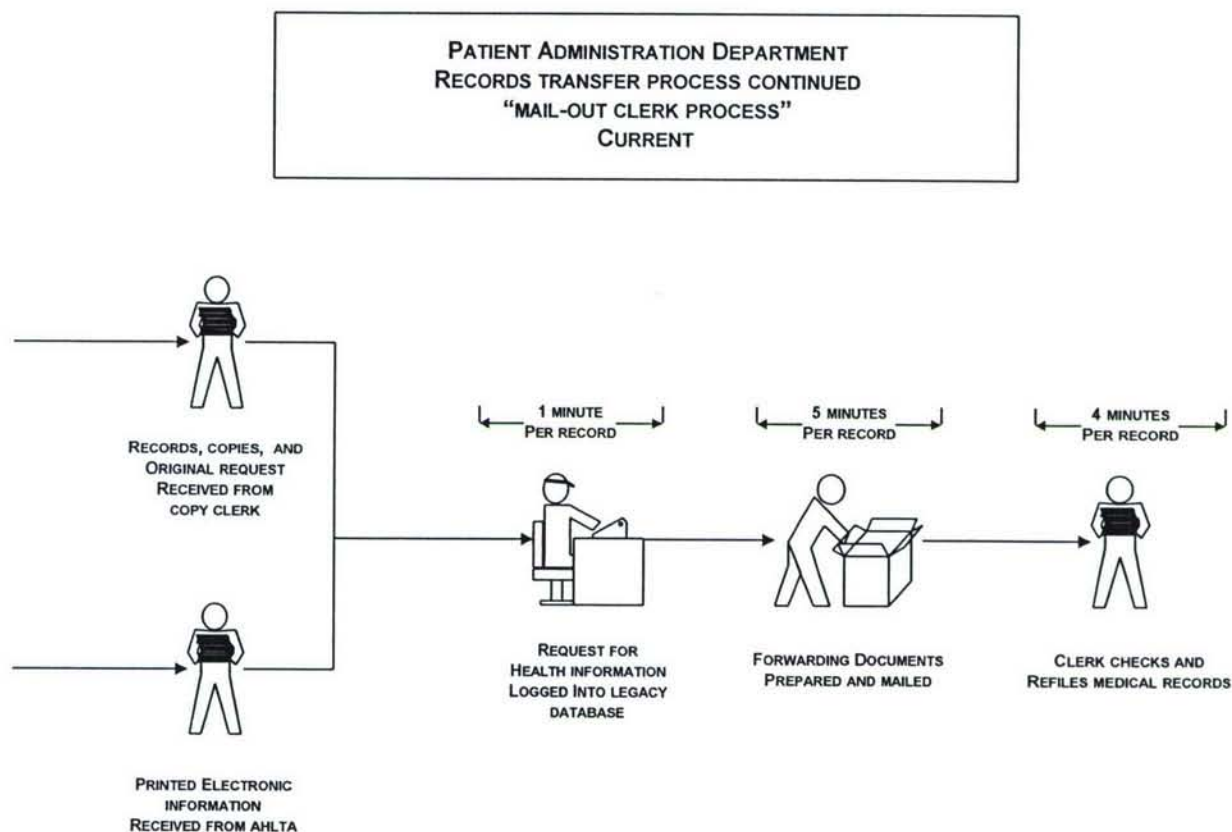 PATIENT ADMINISTRATION DEPARTMENT
RECORDS TRANSFER PROCESS CONTINUED
“MAIL-OUT CLERK PROCESS”
CURRENT
RECORDS, COPIES, AND
ORIGINAL REQUEST
RECEIVED FROM
COPY CLERK
PRINTED ELECTRONIC
INFORMATION
RECEIVED FROM AHLTA
1 MINUTE
PER RECORD
REQUEST FOR
HEALTH INFORMATION
LOGGED INTO LEGACY
DATABASE
5 MINUTES
PER RECORD
FORWARDING DOCUMENTS
PREPARED AND MAILED
4 MINUTES
PER RECORD
CLERK CHECKS AND
REFILES MEDICAL RECORDS